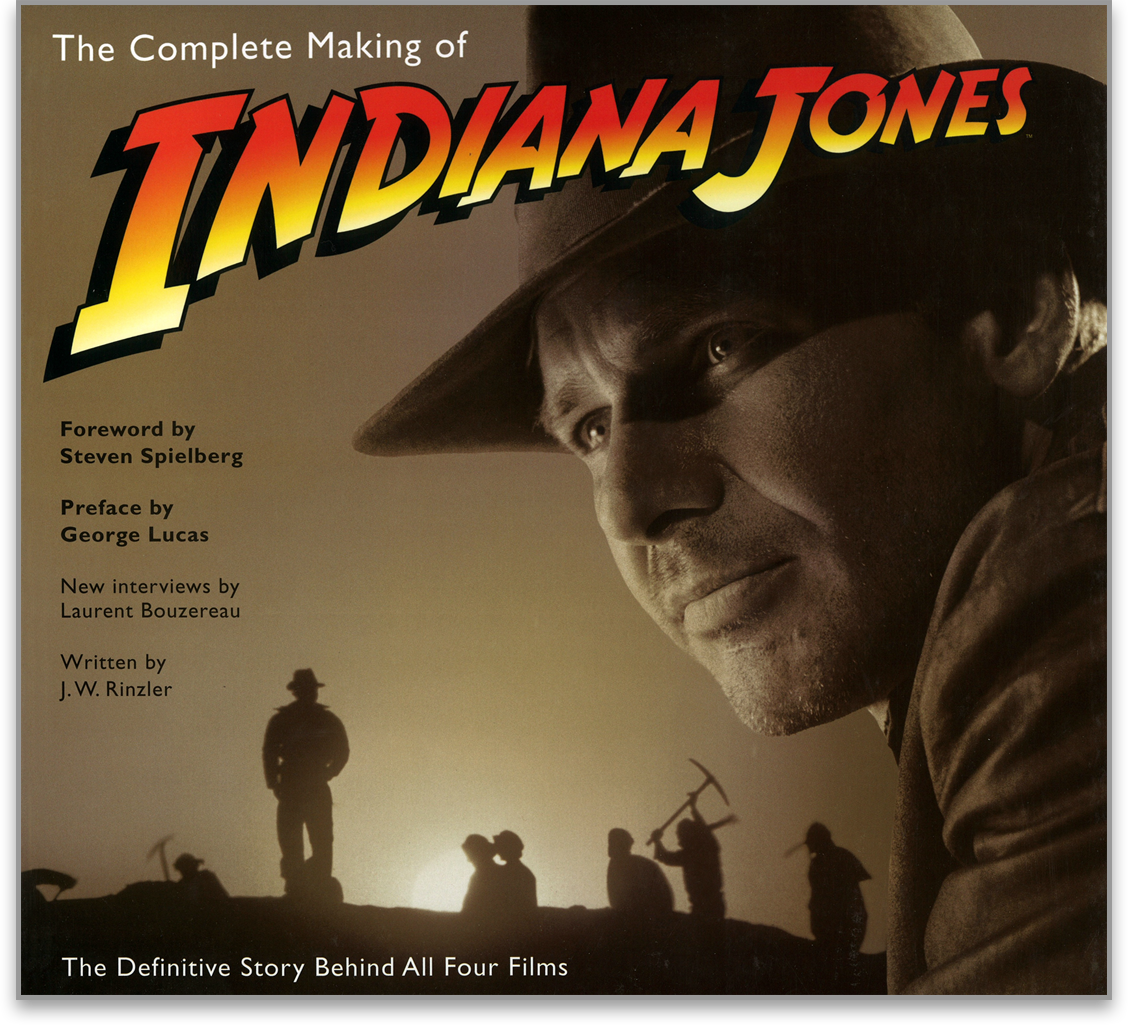 The Complete Making of
INDIANA JONES
™
Foreword by
Steven Spielberg
Preface by
George Lucas
New interviews by
Laurent Bouzereau
Written by
J. W. Rinzler
The Definitive Story Behind All Four Films